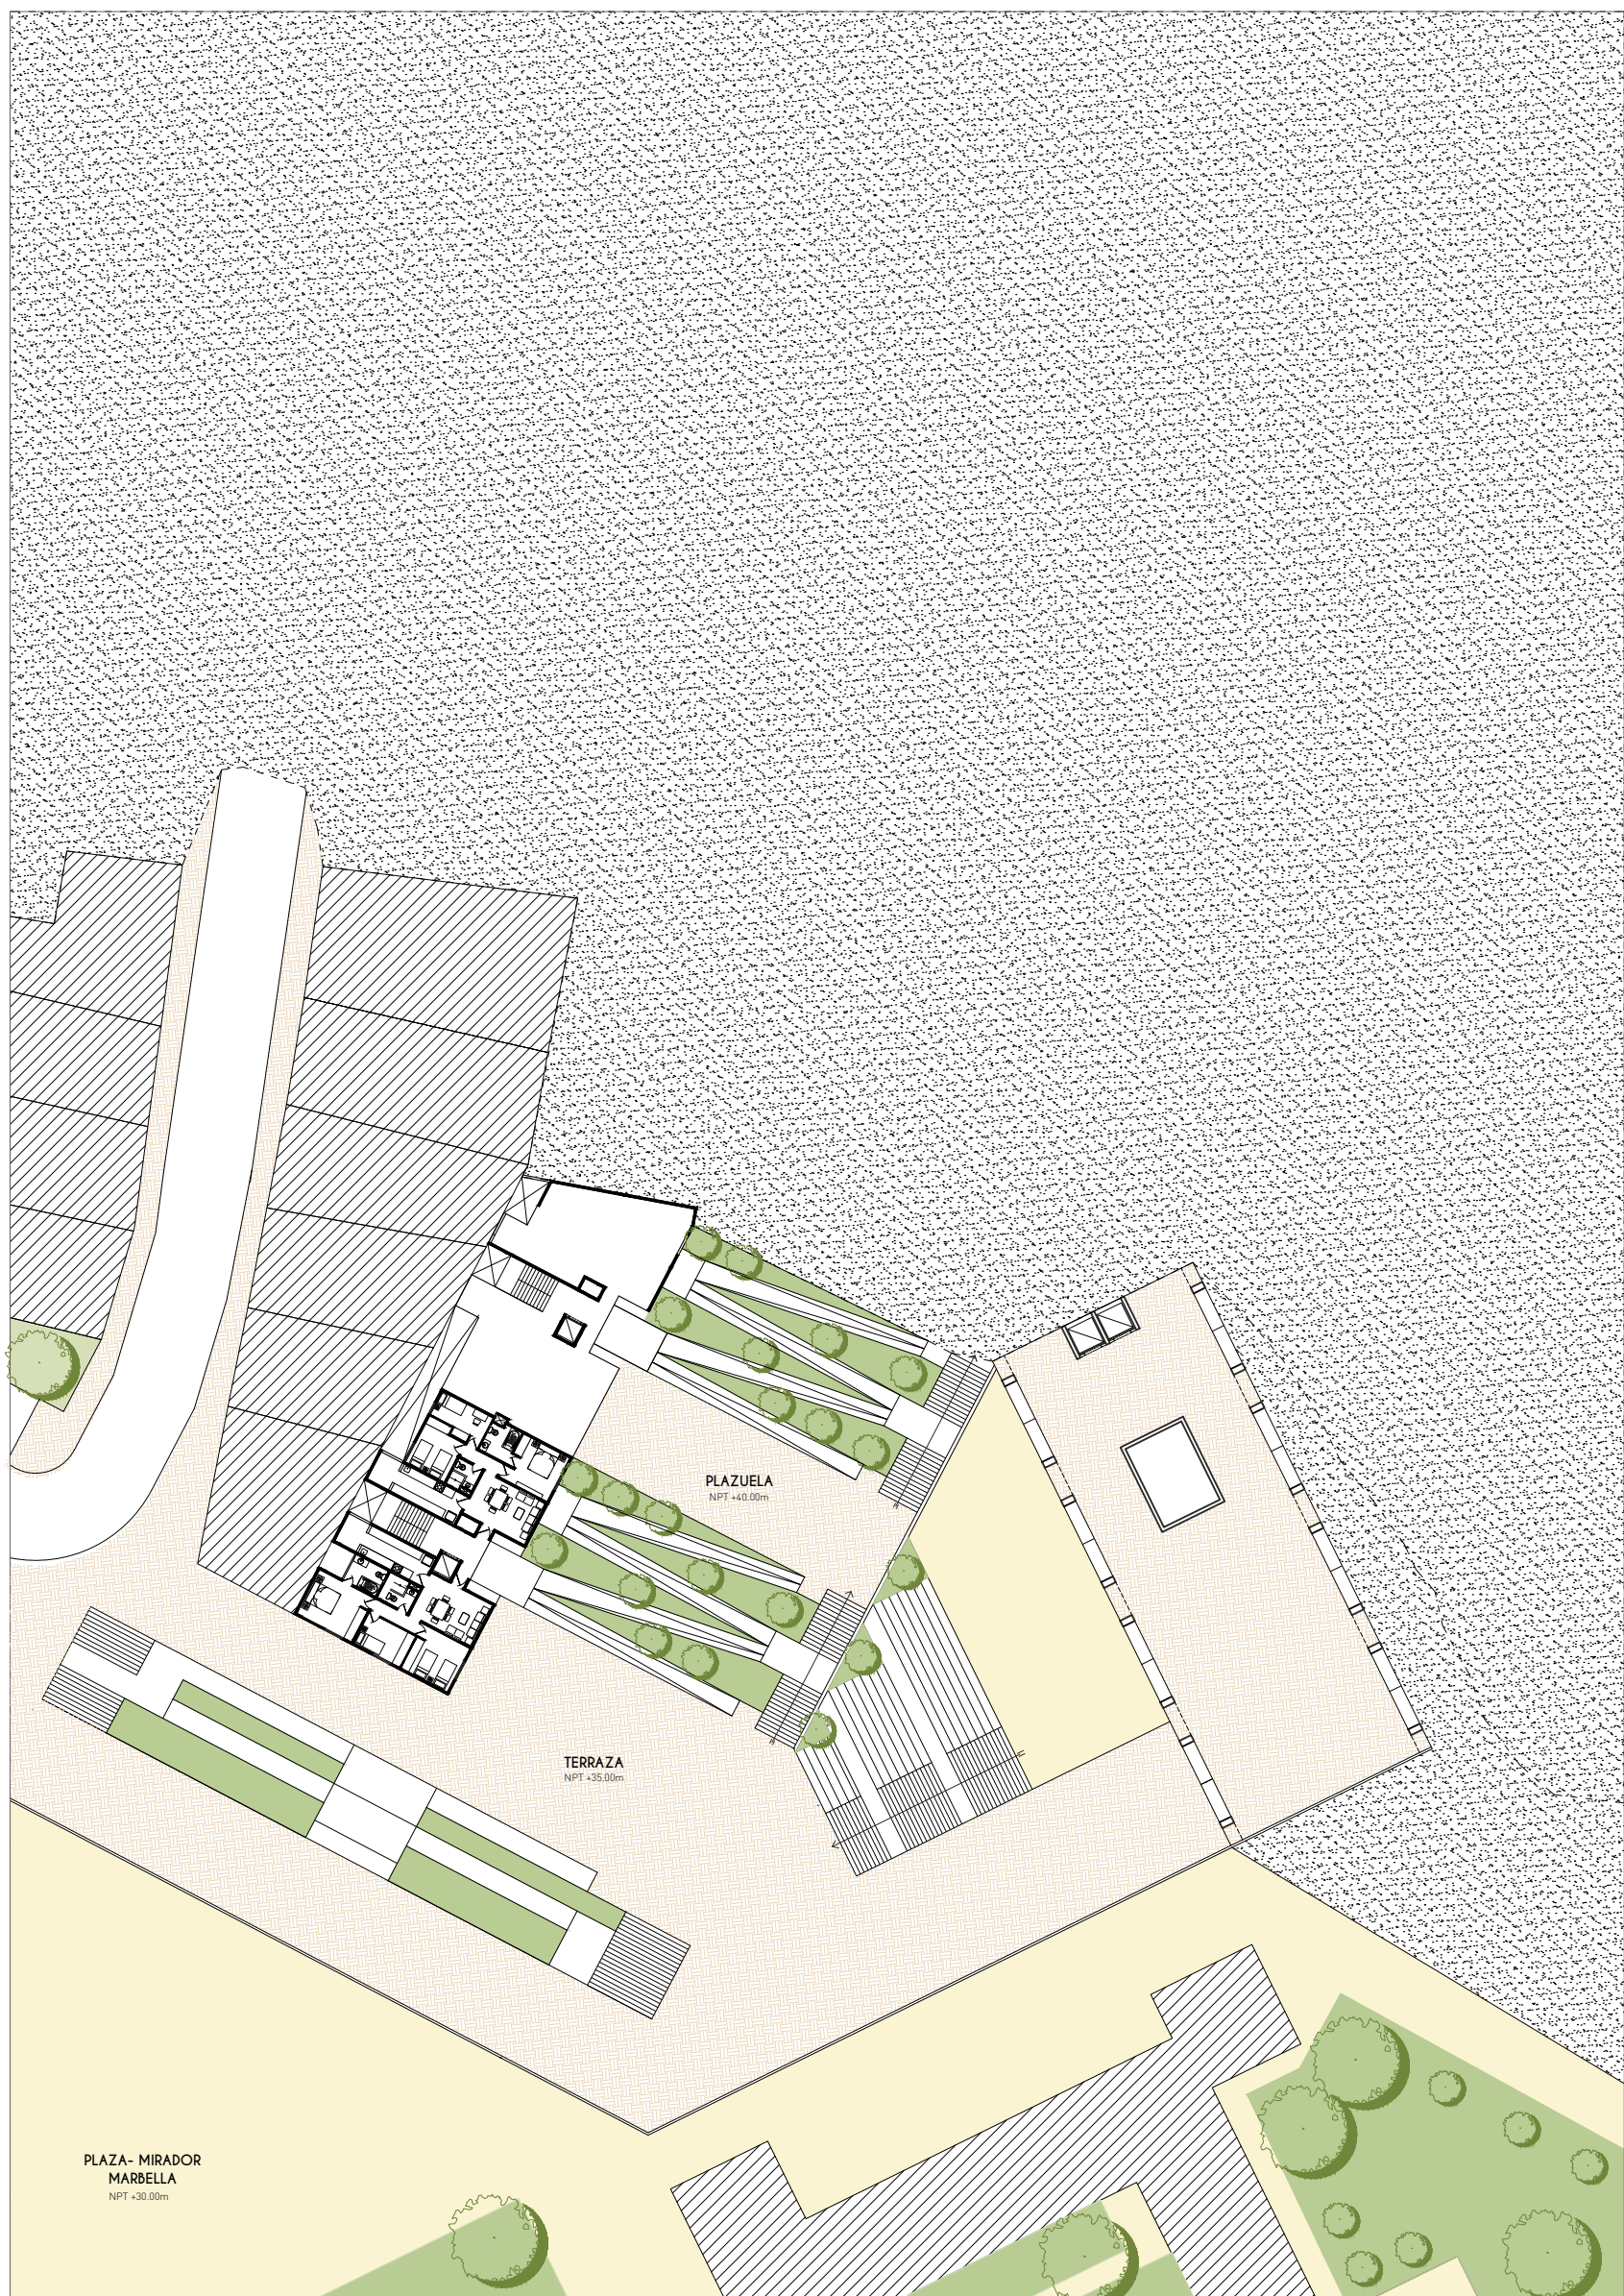 PLAZUELA
NPT +40.00m
TERRAZA
NPT +35.00m
PLAZA- MIRADOR
MARBELLA
NPT +30.00m